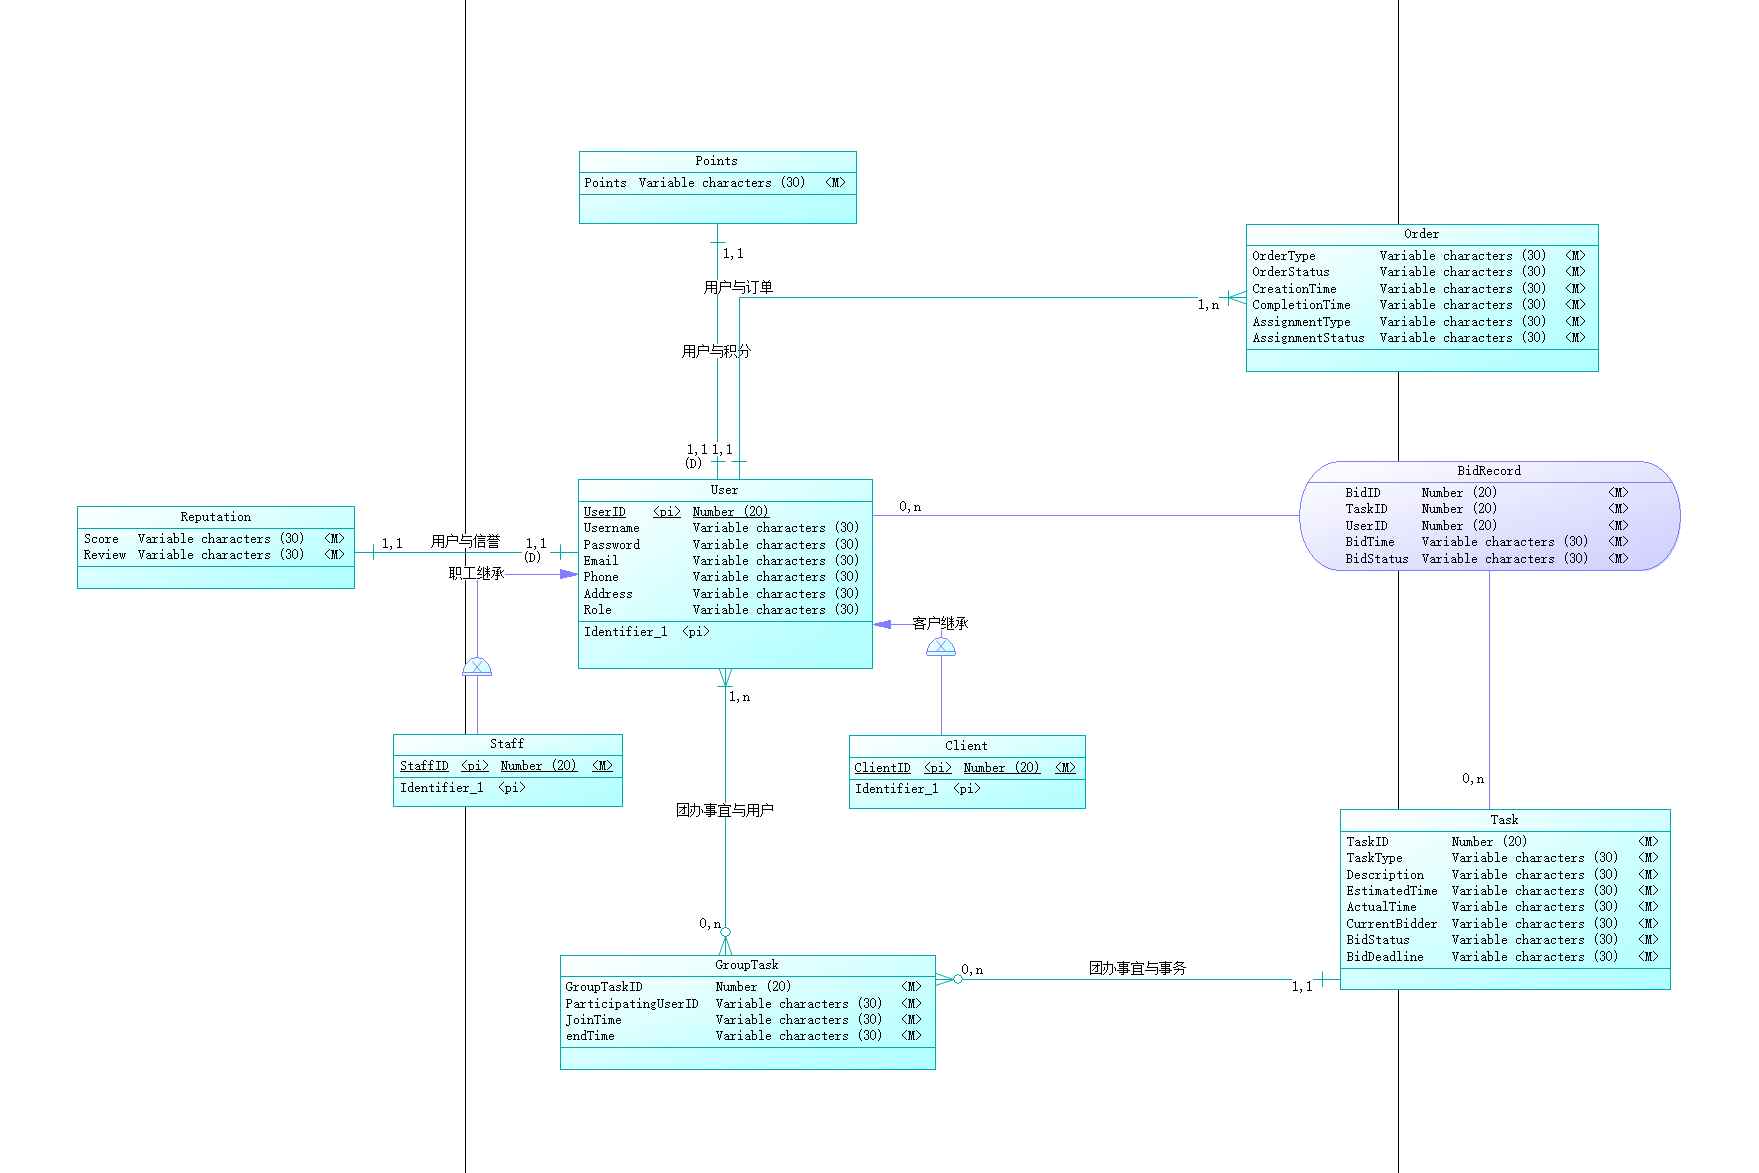 Points
Points Variable characters (30) <M>
1,1
用户与订单
用户与积分
1,1 1,1
(D)
Order
OrderType Variable characters (30) <M>
OrderStatus Variable characters (30) <M>
CreationTime Variable characters (30) <M>
CompletionTime Variable characters (30) <M>
AssignmentType Variable characters (30) <M>
AssignmentStatus Variable characters (30) <M>
1,n
User
UserID <pi> Number (20)
Username Variable characters (30)
Password Variable characters (30)
Email Variable characters (30)
Phone Variable characters (30)
Address Variable characters (30)
Role Variable characters (30)
Identifier_1 <pi>
0,n
BidRecord
BidID Number (20) <M>
TaskID Number (20) <M>
UserID Number (20) <M>
BidTime Variable characters (30) <M>
BidStatus Variable characters (30) <M>
Reputation
Score Variable characters (30) <M>
Review Variable characters (30) <M>
1,1
用户与信誉
1,1
(D)
职工继承
客户继承
1,n
Staff
StaffID <pi> Number (20) <M>
Identifier_1 <pi>
Client
ClientID <pi> Number (20) <M>
Identifier_1 <pi>
0,n
团办事宜与用户
Task
TaskID Number (20) <M>
TaskType Variable characters (30) <M>
Description Variable characters (30) <M>
EstimatedTime Variable characters (30) <M>
ActualTime Variable characters (30) <M>
CurrentBidder Variable characters (30) <M>
BidStatus Variable characters (30) <M>
BidDeadline Variable characters (30) <M>
0,n
GroupTask
GroupTaskID Number (20) <M>
ParticipatingUserID Variable characters (30) <M>
JoinTime Variable characters (30) <M>
endTime Variable characters (30) <M>
0,n
团办事宜与事务
1,1